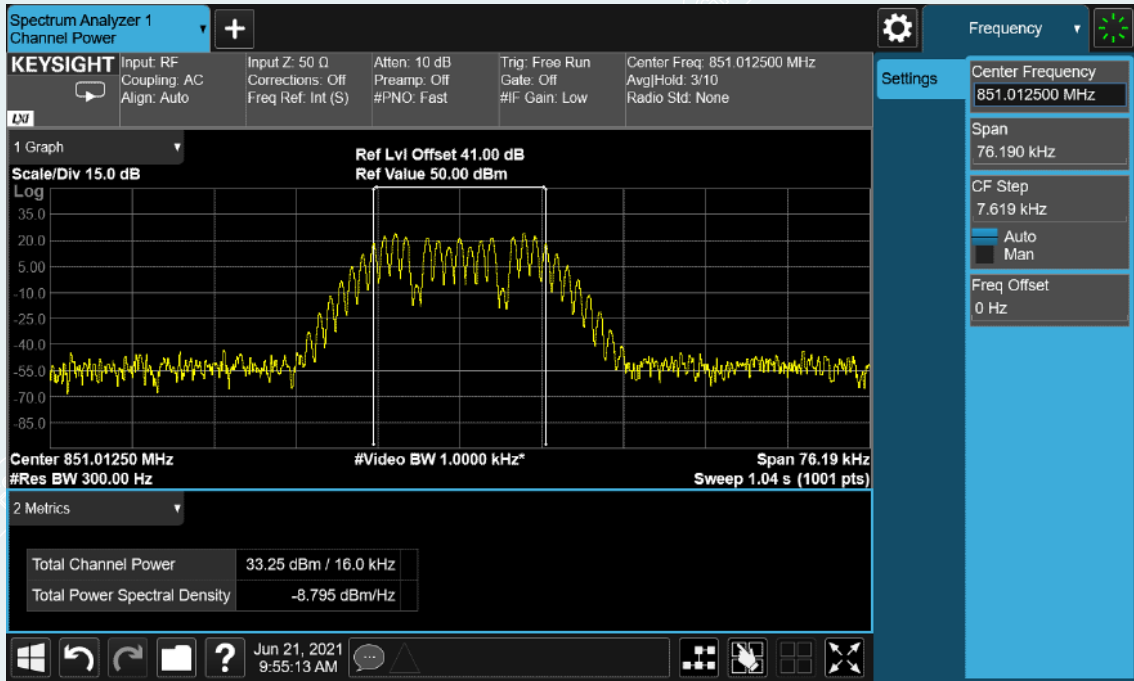 Spectrum Analyzer 1
Channel Power
Frequency
KEYSIGHT
LXI
Input: RF
Coupling: AC
Align: Auto
Input Z: 50 Ω
Corrections: Off
Freq Ref: Int (S)
Atten: 10 dB
Preamp: Off
#PNO: Fast
Trig: Free Run
Gate: Off
#IF Gain: Low
Center Freq: 851.012500 MHz
Avg|Hold: 3/10
Radio Std: None
Settings
Center Frequency
851.012500 MHz
Span
76.190 kHz
CF Step
7.619 kHz
Auto
Man
Freq Offset
0 Hz
1 Graph
Scale/Div 15.0 dB
Ref Lvl Offset 41.00 dB
Ref Value 50.00 dBm
Log
35.0
20.0
5.00
-10.0
-25.0
-40.0
-55.0
-70.0
-85.0
Center 851.01250 MHz
#Video BW 1.0000 kHz*
Span 76.19 kHz
#Res BW 300.00 Hz
Sweep 1.04 s (1001 pts)
2 Metrics
Total Channel Power 33.25 dBm / 16.0 kHz
Total Power Spectral Density -8.795 dBm/Hz
?
Jun 21, 2021
9:55:13 AM